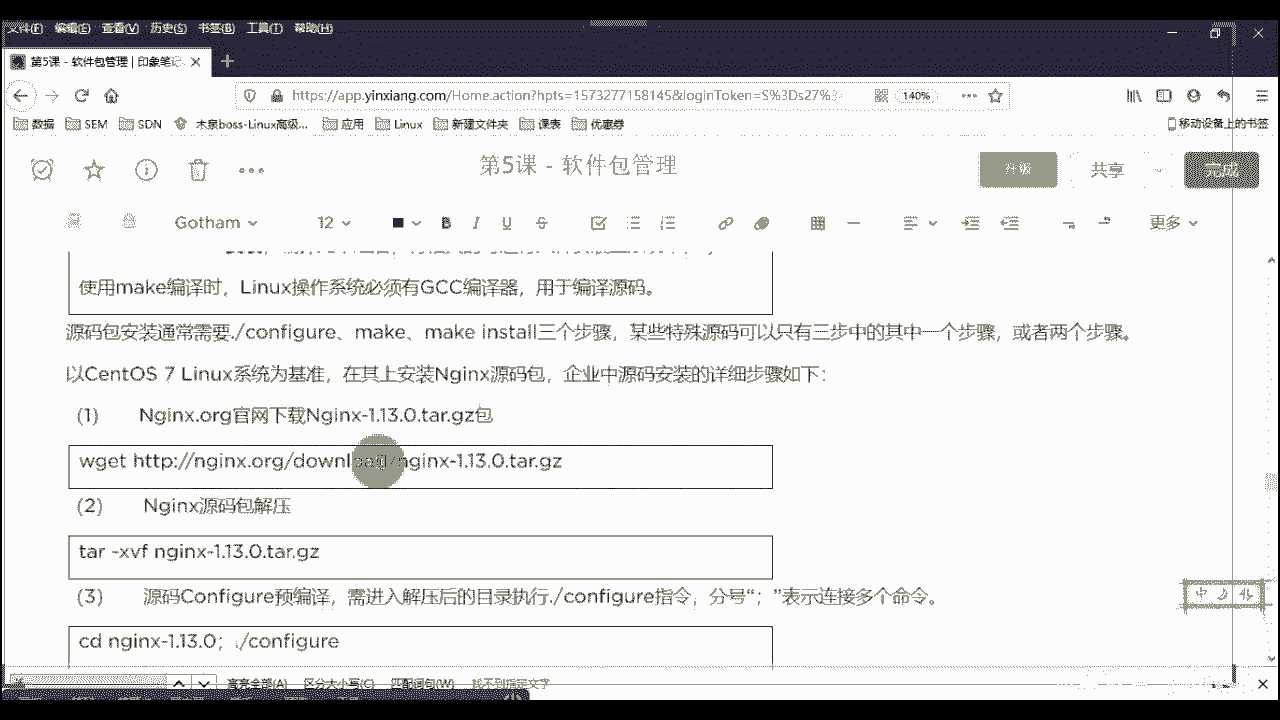 文件(F) 编辑(E) 查看(V) 历史(S) 书签(B) 工具(T) 帮助(H)
第5课 - 软件包管理 | 印象笔记
https://app.yinxiang.com/Home.action?hpts=1573277158145&loginToken=S%3Ds27%3 140%
数据 SEM SDN 木泉boss-Linux高级... 应用 Linux 新建文件夹 课表 优惠券 移动设备上的书签
第5课 - 软件包管理 升级 共享 完成
Gotham 12 B I U S 更多
使用make编译时，Linux操作系统必须有GCC编译器，用于编译源码。
源码包安装通常需要./configure、make、make install三个步骤，某些特殊源码可以只有三步中的其中一个步骤，或者两个步骤。
以CentOS 7 Linux系统为基准，在其上安装Nginx源码包，企业中源码安装的详细步骤如下：
(1) Nginx.org官网下载Nginx-1.13.0.tar.gz包
wget http://nginx.org/download/nginx-1.13.0.tar.gz
(2) Nginx源码包解压
tar -xvf nginx-1.13.0.tar.gz
(3) 源码Configure预编译，需进入解压后的目录执行./configure指令，分号“；”表示连接多个命令。
中
cd nginx-1.13.0；./configure
高亮全部(A) 区分大小写(C) 匹配词句(W) 找不到指定文字